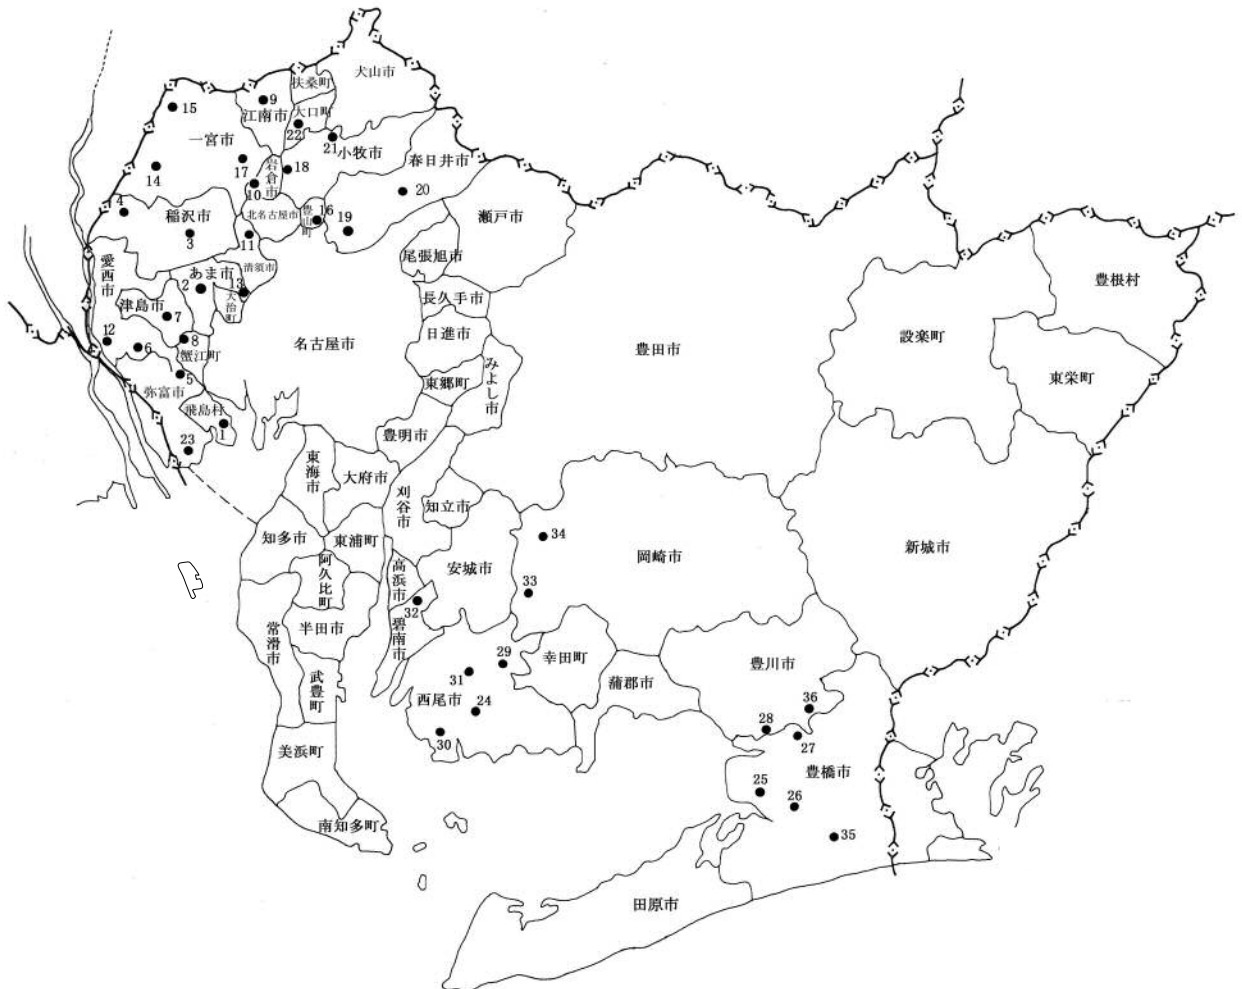 犬山市
扶桑町
9
江南市
大口町
22
15
一宮市
21
小牧市
春日井市
17
岩倉市
18
14
10
20
4
稲沢市
3
北名古屋市
豊山町
16
19
瀬戸市
11
尾張旭市
愛西市
あま市
清須市
2
13
大治町
長久手市
豊根村
津島市
7
日進市
設楽町
12
6
8
蟹江町
名古屋市
豊田市
みよし市
東郷町
東栄町
5
弥富市
飛島村
1
豊明市
23
東海市
大府市
刈谷市
知立市
知多市
東浦町
34
岡崎市
新城市
阿久比町
高浜市
安城市
33
32
半田市
碧南市
常滑市
29
幸田町
豊川市
31
武豊町
西尾市
24
蒲郡市
36
30
28
27
美浜町
豊橋市
25
26
南知多町
35
田原市